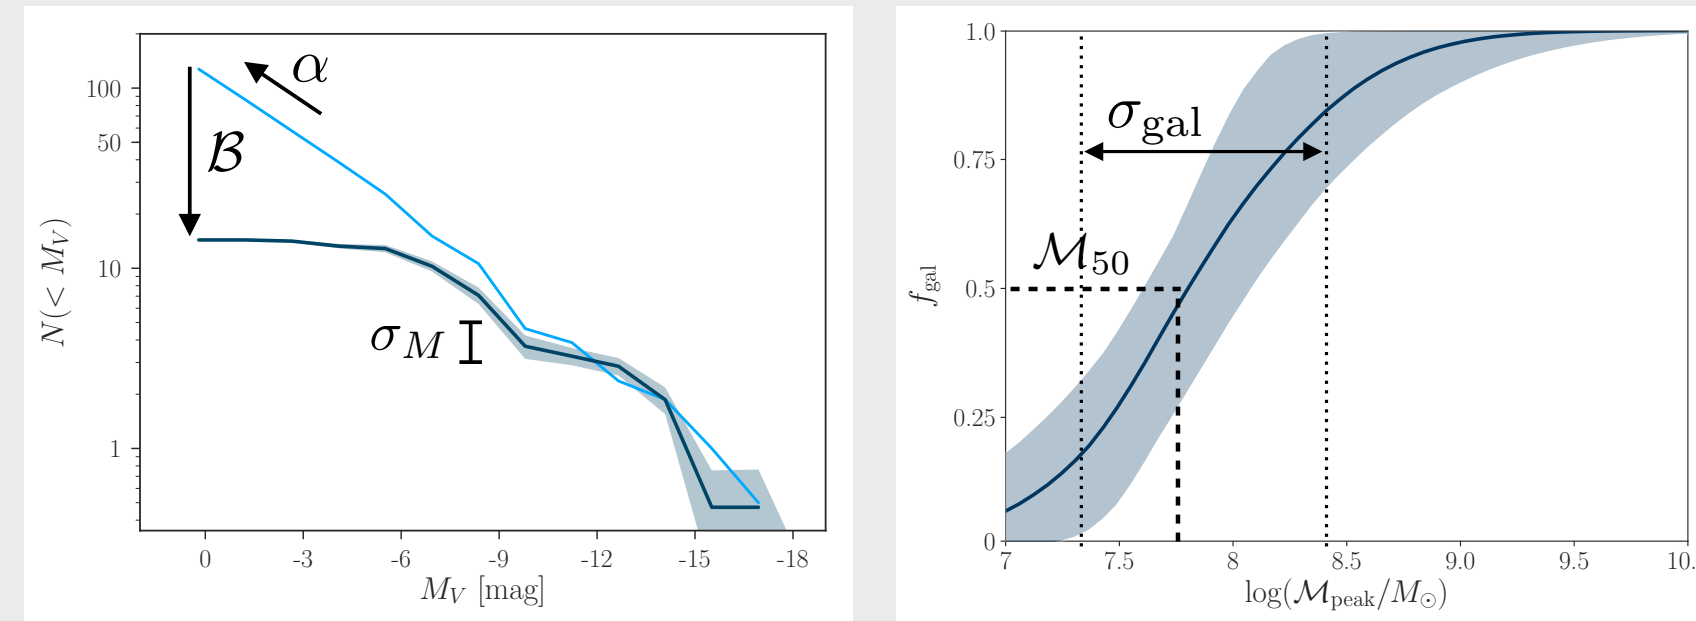 100
50
10
1
N(< M_V)
α
ℬ
σ_M
0 -3 -6 -9 -12 -15 -18
M_V [mag]
1.0
0.75
0.5
0.25
0
f_gal
σ_gal
ℳ_50
7 7.5 8 8.5 9.0 9.5 10.
log(ℳ_peak/M_⊙)